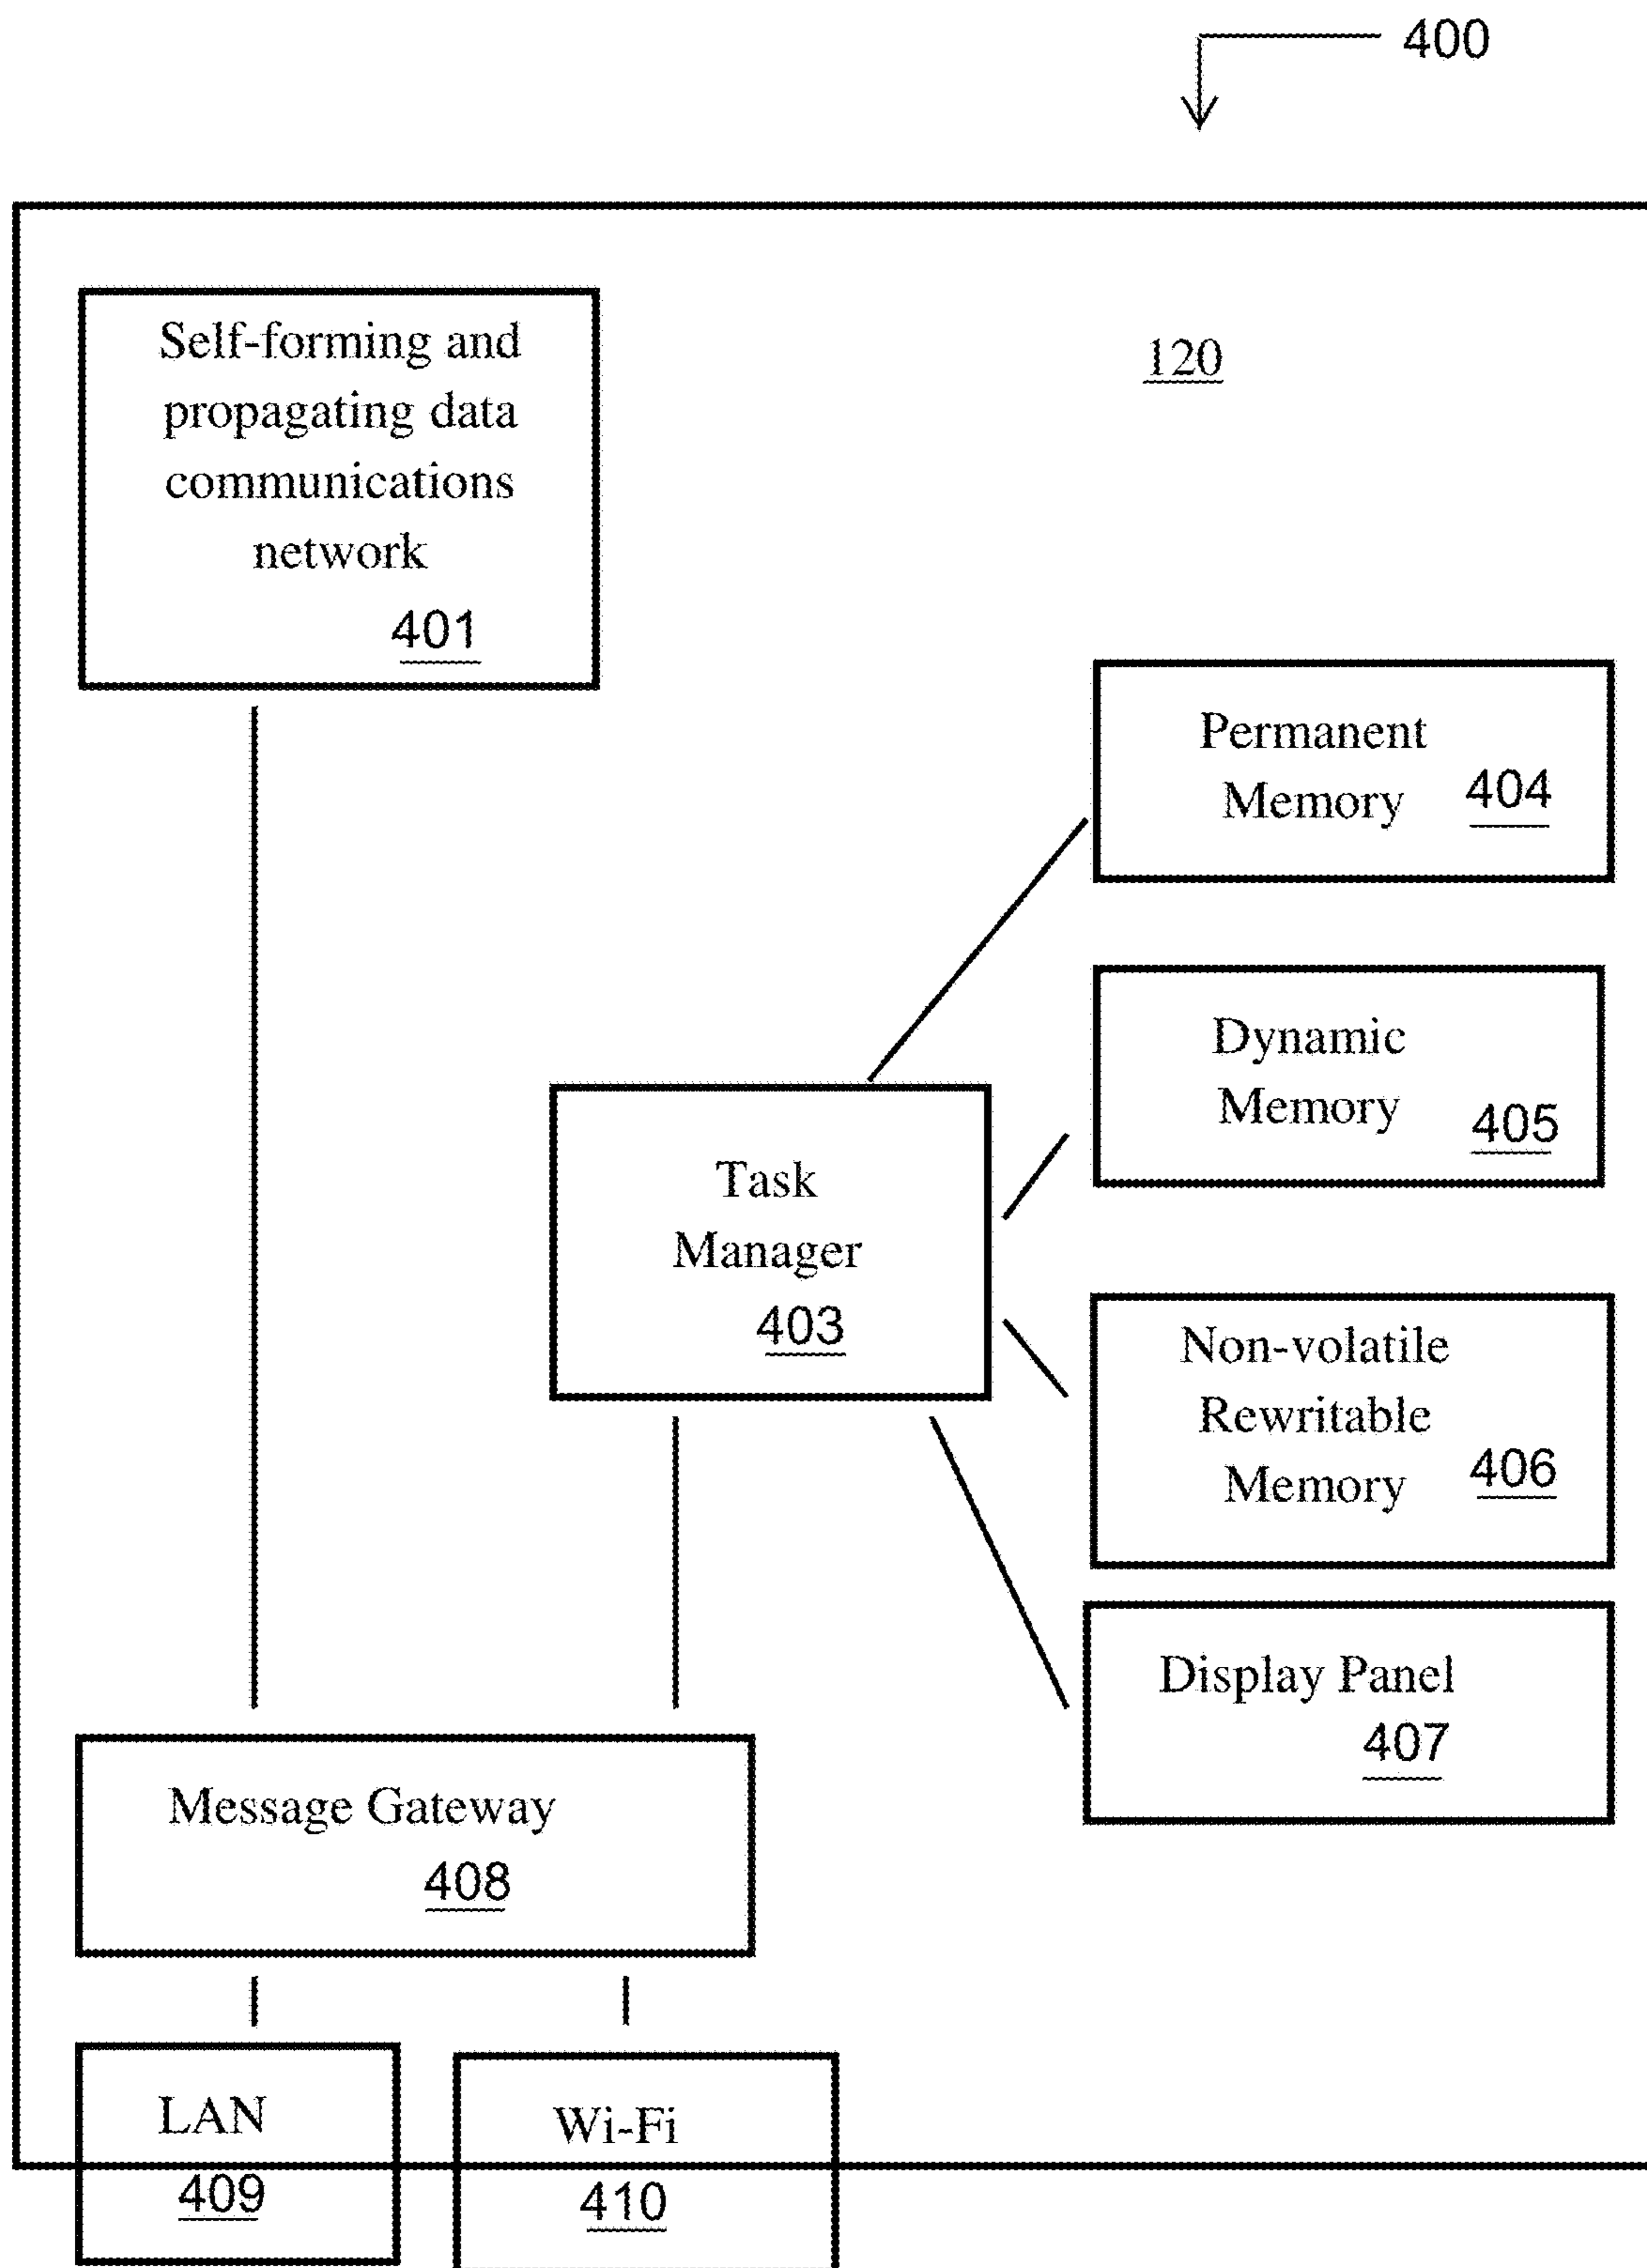 400
Self-forming and
propagating data
communications
network
401
120
Permanent
Memory 404
Dynamic
Memory 405
Task
Manager
403
Non-volatile
Rewritable
Memory 406
Display Panel
407
Message Gateway
408
LAN
409
Wi-Fi
410